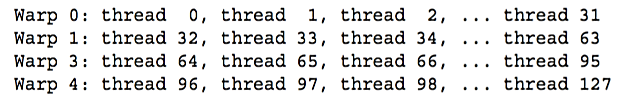 Warp 0: thread  0, thread  1, thread  2, ... thread 31
Warp 1: thread 32, thread 33, thread 34, ... thread 63
Warp 3: thread 64, thread 65, thread 66, ... thread 95
Warp 4: thread 96, thread 97, thread 98, ... thread 127